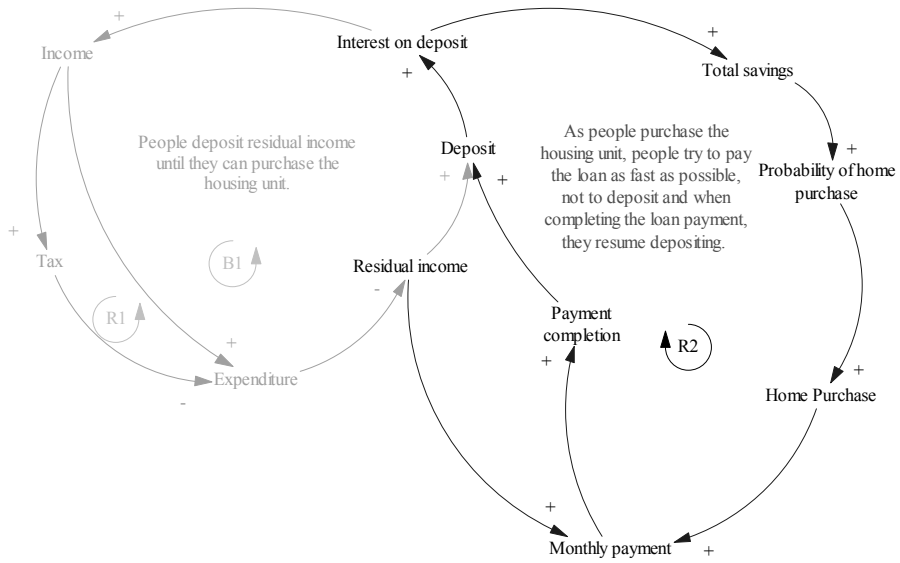 +
Income
Interest on deposit
+
+
Total savings
People deposit residual income
until they can purchase the
housing unit.
Deposit
+
+
As people purchase the
housing unit, people try to pay
the loan as fast as possible,
not to deposit and when
completing the loan payment,
they resume depositing.
+
Probability of home
purchase
+
Tax
B1
Residual income
-
R1
+
Expenditure
-
Payment
completion
+
R2
+
Home Purchase
+
Monthly payment
+